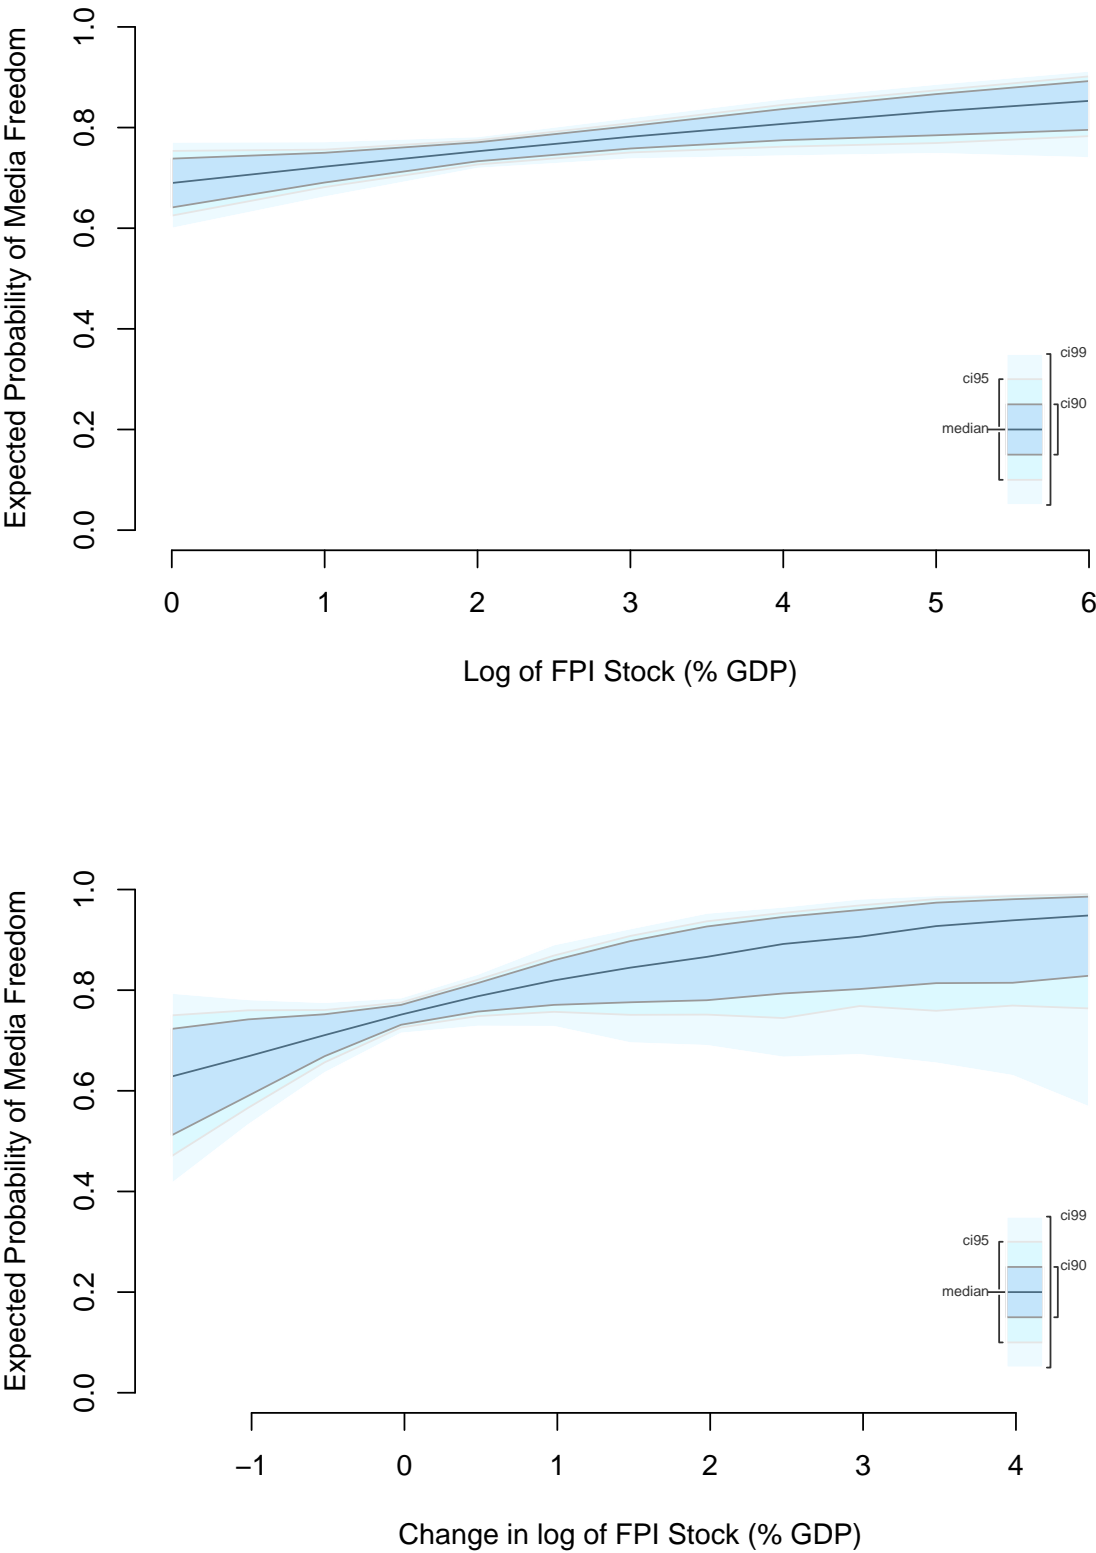 Expected Probability of Media Freedom
1.0
0.8
0.6
0.4
0.2
0.0
ci99
ci95
ci90
median
0 1 2 3 4 5 6
Log of FPI Stock (% GDP)
Expected Probability of Media Freedom
1.0
0.8
0.6
0.4
0.2
0.0
ci99
ci95
ci90
median
−1 0 1 2 3 4
Change in log of FPI Stock (% GDP)